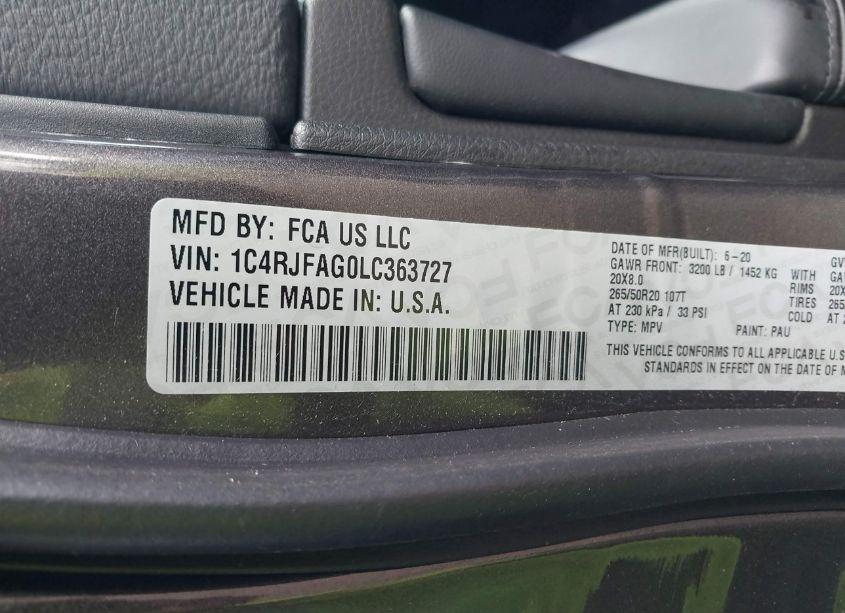 MFD BY: FCA US LLC
VIN: 1C4RJFAG0LC363727
VEHICLE MADE IN: U.S.A.
DATE OF MFR(BUILT): 6-20
GAWR FRONT: 3200 LB / 1452 KG WITH
20X8.0 RIMS
265/50R20 107T TIRES
AT 230 kPa / 33 PSI COLD
TYPE: MPV PAINT: PAU
THIS VEHICLE CONFORMS TO ALL APPLICABLE U.S
STANDARDS IN EFFECT ON THE DATE OF